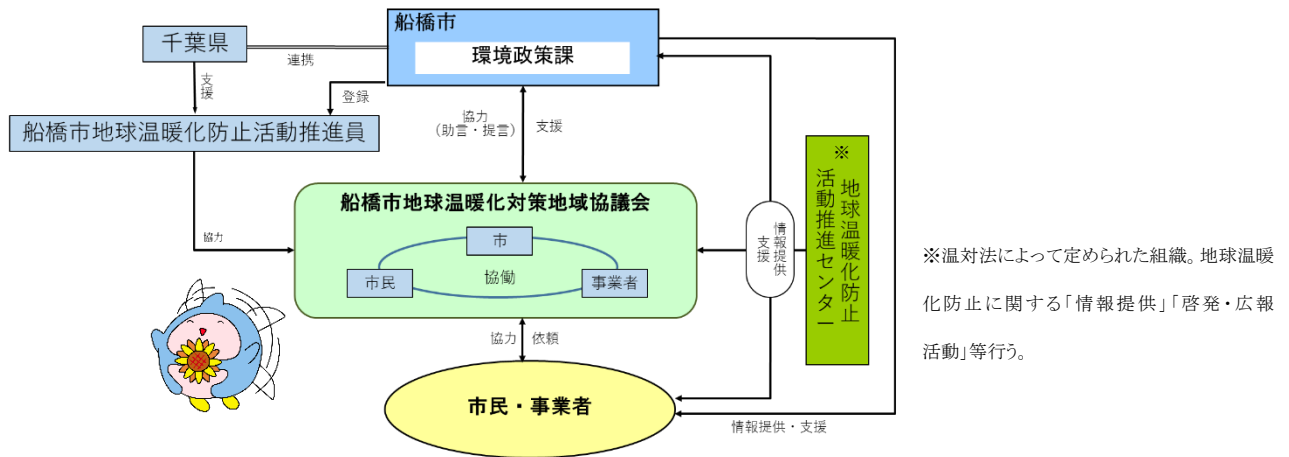 船橋市
環境政策課
千葉県
連携
支援
登録
船橋市地球温暖化防止活動推進員
協力
（助言・提言）
支援
船橋市地球温暖化対策地域協議会
市
市民
協働
事業者
協力
情報提供
支援
※
地球温暖化防止
活動推進センター
協力
依頼
市民・事業者
情報提供・支援
※温対法によって定められた組織。地球温暖
化防止に関する「情報提供」「啓発・広報
活動」等行う。